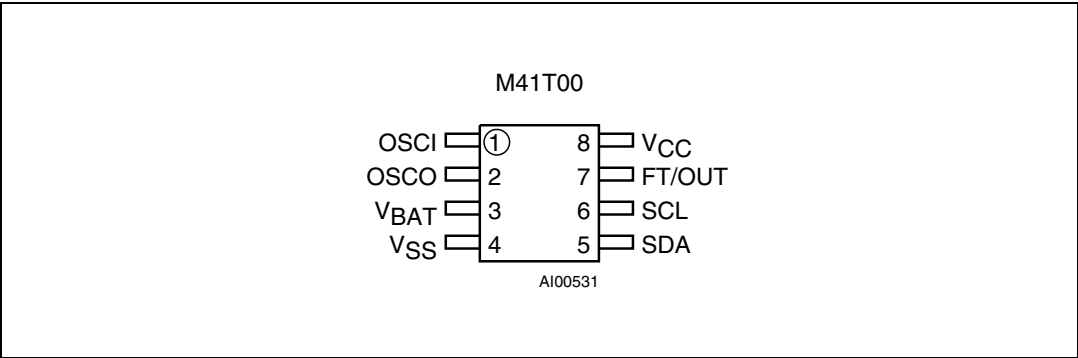 M41T00
OSCI 1 8 VCC
OSCO 2 7 FT/OUT
VBAT 3 6 SCL
VSS 4 5 SDA
AI00531